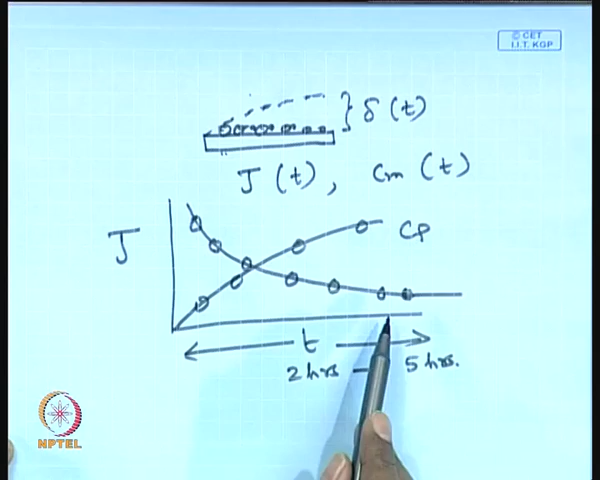 © CET
I.I.T. KGP
} δ (t)
J (t) , Cm (t)
J
CP
t
2 hrs – 5 hrs.
NPTEL